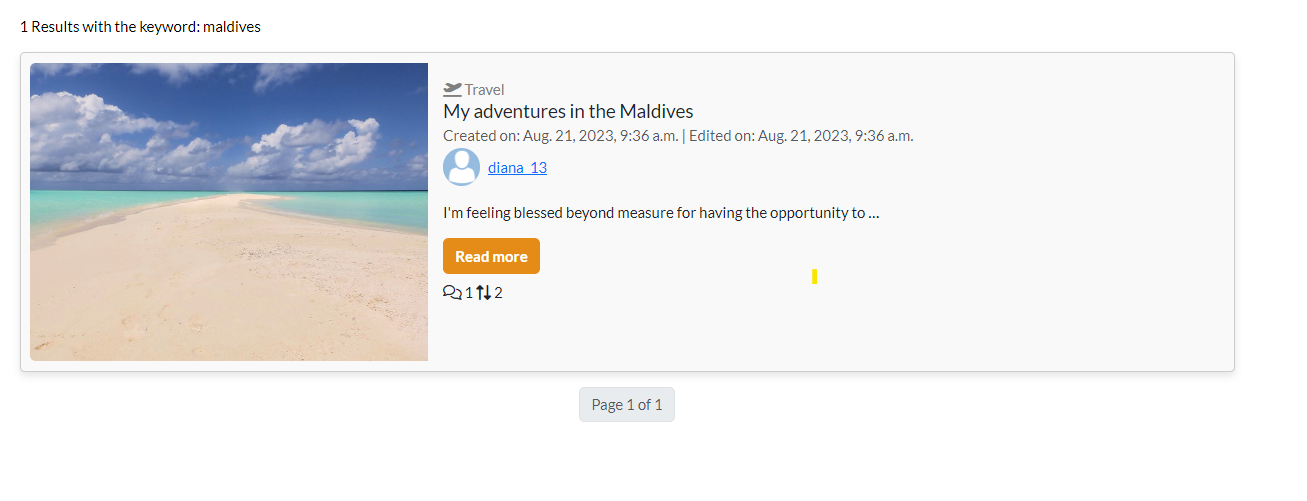 1 Results with the keyword: maldives
Travel
My adventures in the Maldives
Created on: Aug. 21, 2023, 9:36 a.m. | Edited on: Aug. 21, 2023, 9:36 a.m.
diana_13
I'm feeling blessed beyond measure for having the opportunity to ...
Read more
1 2
Page 1 of 1